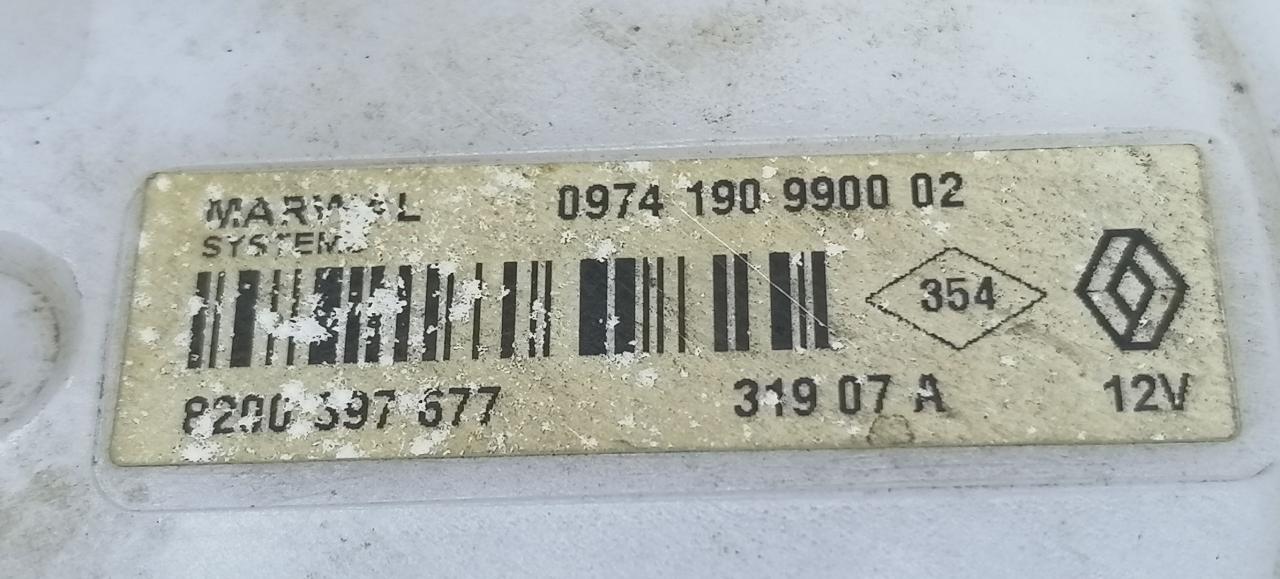 MARWAL 0974 190 9900 02
SYSTEMS
354
8200 397 677 319 07 A 12V